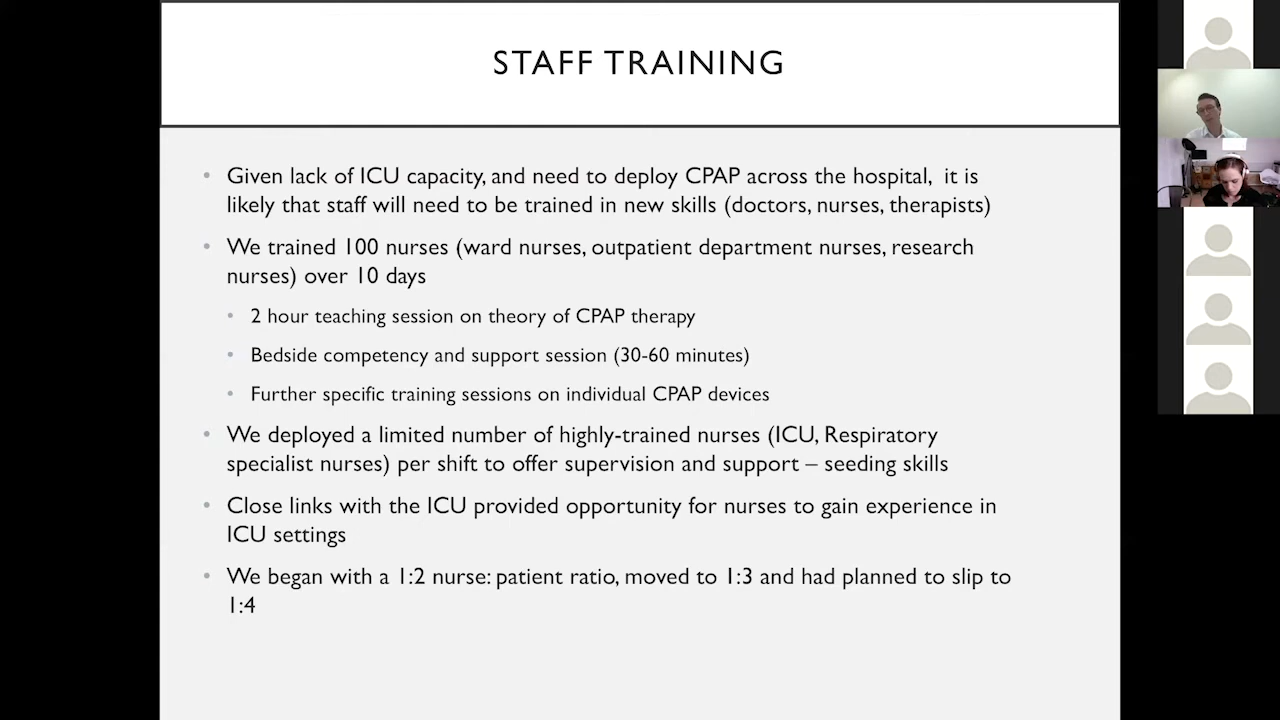 STAFF TRAINING
• Given lack of ICU capacity, and need to deploy CPAP across the hospital, it is
likely that staff will need to be trained in new skills (doctors, nurses, therapists)
• We trained 100 nurses (ward nurses, outpatient department nurses, research
nurses) over 10 days
• 2 hour teaching session on theory of CPAP therapy
• Bedside competency and support session (30-60 minutes)
• Further specific training sessions on individual CPAP devices
• We deployed a limited number of highly-trained nurses (ICU, Respiratory
specialist nurses) per shift to offer supervision and support – seeding skills
• Close links with the ICU provided opportunity for nurses to gain experience in
ICU settings
• We began with a 1:2 nurse: patient ratio, moved to 1:3 and had planned to slip to
1:4